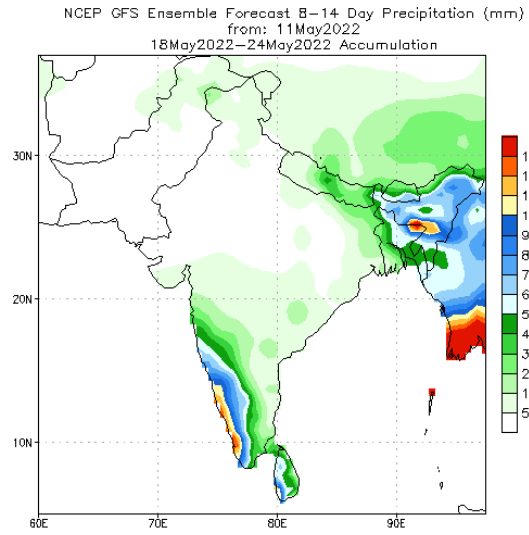 NCEP GFS Ensemble Forecast 8–14 Day Precipitation (mm)
from: 11May2022
18May2022–24May2022 Accumulation
30N
20N
10N
60E
70E
80E
90E
1
1
1
1
9
8
7
6
5
4
3
2
1
5